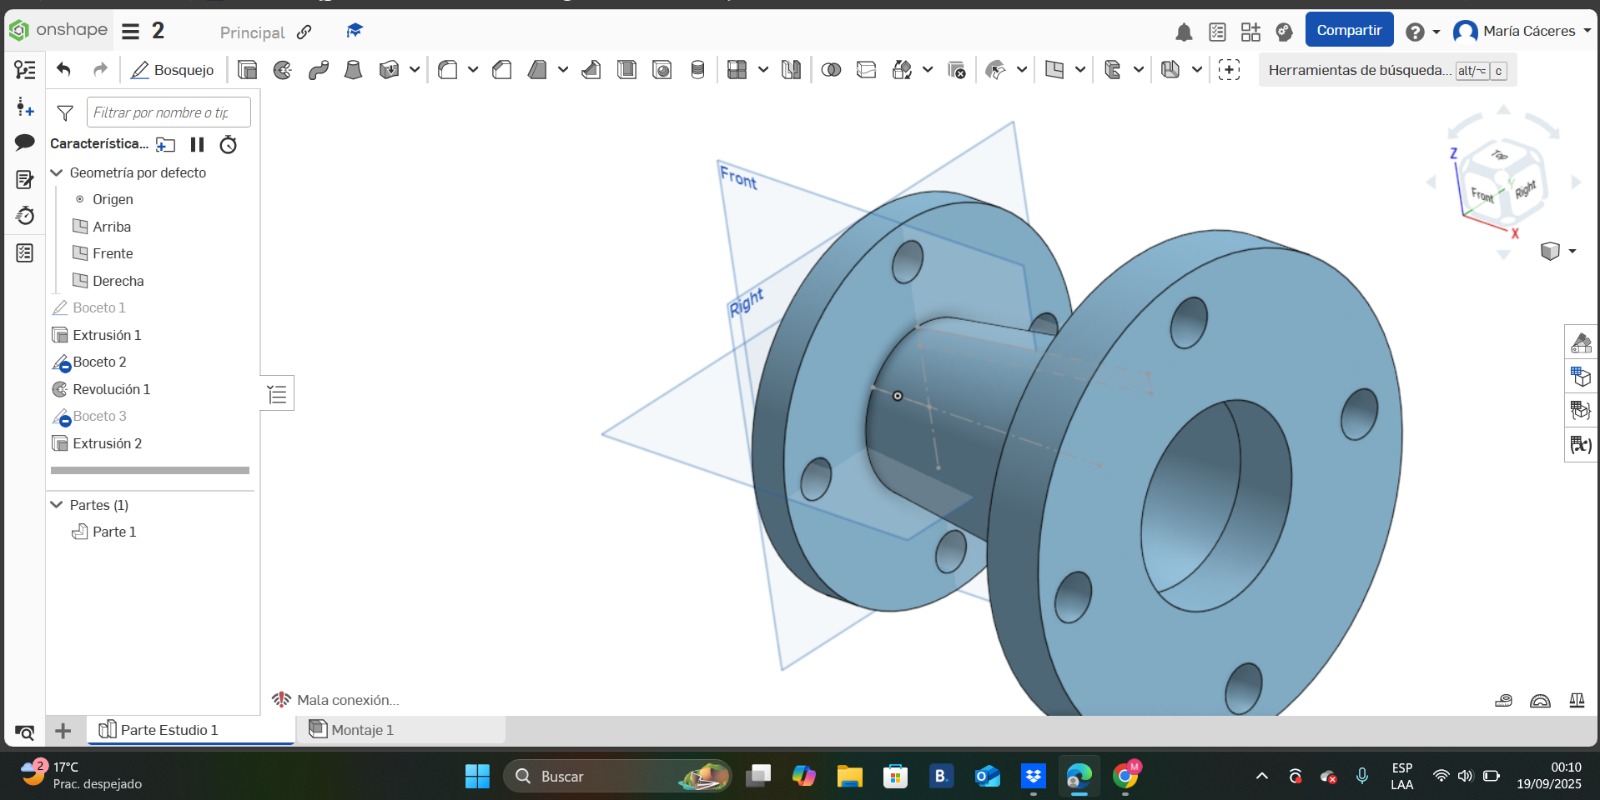 onshape
2
Principal
Compartir
María Cáceres
Bosquejo
Herramientas de búsqueda...
alt/⌥
c
Filtrar por nombre o tip
Característica...
Geometría por defecto
Origen
Arriba
Frente
Derecha
Boceto 1
Extrusión 1
Boceto 2
Revolución 1
Boceto 3
Extrusión 2
Partes (1)
Parte 1
Front
Right
Z
Top
Front
Right
X
(x)
Mala conexión...
Parte Estudio 1
Montaje 1
2
17°C
Prac. despejado
Buscar
B.
M
ESP
LAA
00:10
19/09/2025